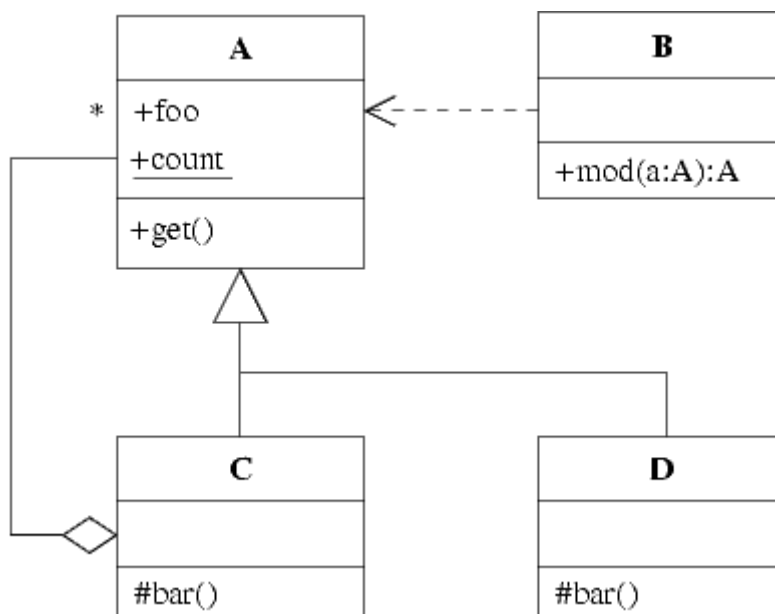 A
*
+foo
+count
+get()
B
+mod(a:A):A
C
#bar()
D
#bar()